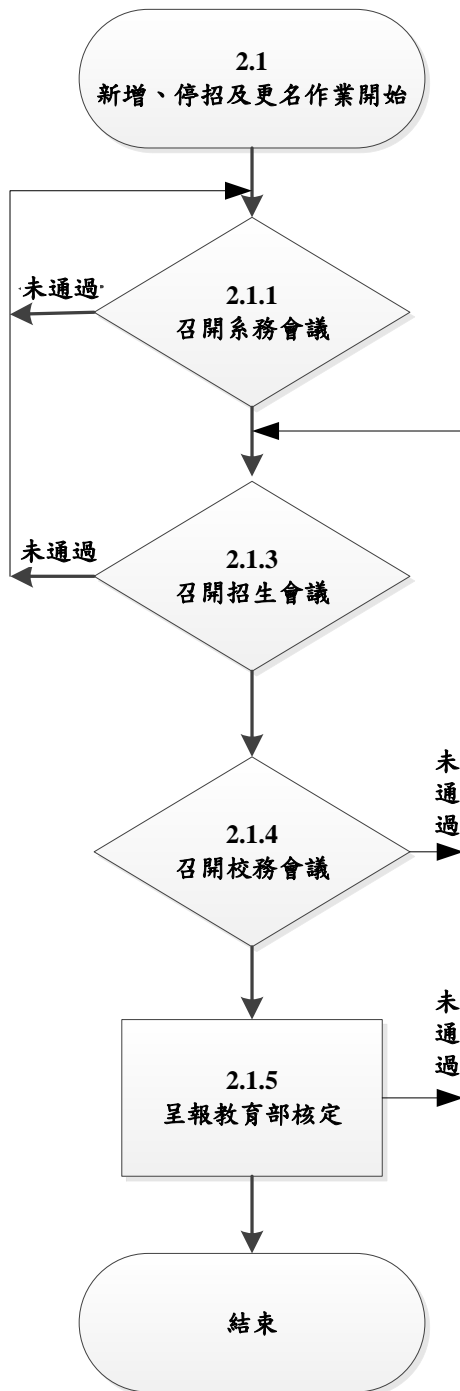 2.1
新增、停招及更名作業開始
未通過
2.1.1
召開系務會議
未通過
2.1.3
召開招生會議
未
通
過
2.1.4
召開校務會議
未
通
過
2.1.5
呈報教育部核定
結束